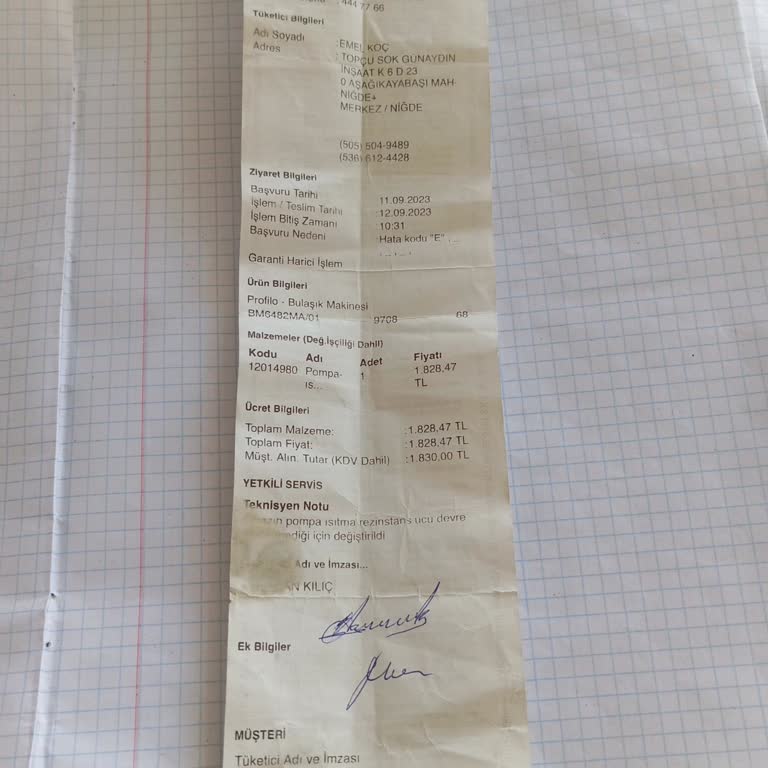 : 444 77 66
Tüketici Bilgileri
Adı Soyadı :EMEL KOÇ
Adres : TOPÇU SOK GUNAYDIN
INŞAAT K 6 D 23
0 AŞAĞIKAYABAŞI MAH-
NİĞDE+
MERKEZ / NİĞDE
(505) 504-9489
(536) 612-4428
Ziyaret Bilgileri
Başvuru Tarihi :11.09.2023
İşlem / Teslim Tarihi :12.09.2023
İşlem Bitiş Zamanı :10:31
Başvuru Nedeni :Hata kodu "E" ...
Garanti Harici İşlem
Ürün Bilgileri
Profilo - Bulaşık Makinesi
BM6482MA/01 9708 68
Malzemeler (Değ.İşçiliği Dahil)
Kodu Adı Adet Fiyatı
12014980 Pompa- 1 1.828,47
ıs... TL
Ücret Bilgileri
Toplam Malzeme: :1.828,47 TL
Toplam Fiyat: :1.828,47 TL
Müşt. Alın. Tutar (KDV Dahil) :1.830,00 TL
YETKİLİ SERVİS
Teknisyen Notu
pompa ısıtma rezinstans ucu devre
için değiştirildi
Adı ve İmzası...
KILIÇ
Ek Bilgiler
MÜŞTERİ
Tüketici Adı ve İmzası